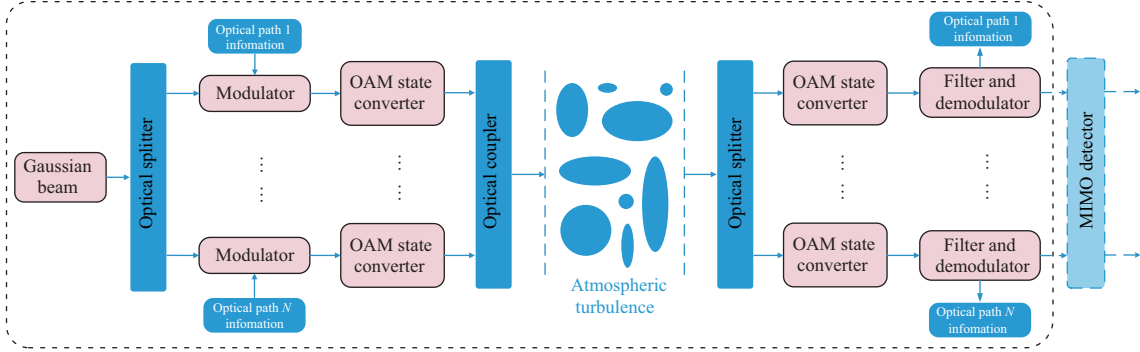 Optical path 1
infomation
Optical path 1
infomation
Gaussian
beam
Optical splitter
Modulator
OAM state
converter
Optical coupler
Optical splitter
OAM state
converter
Filter and
demodulator
MIMO detector
⋮
⋮
⋮
⋮
Modulator
OAM state
converter
OAM state
converter
Filter and
demodulator
Atmospheric
turbulence
Optical path N
infomation
Optical path N
infomation